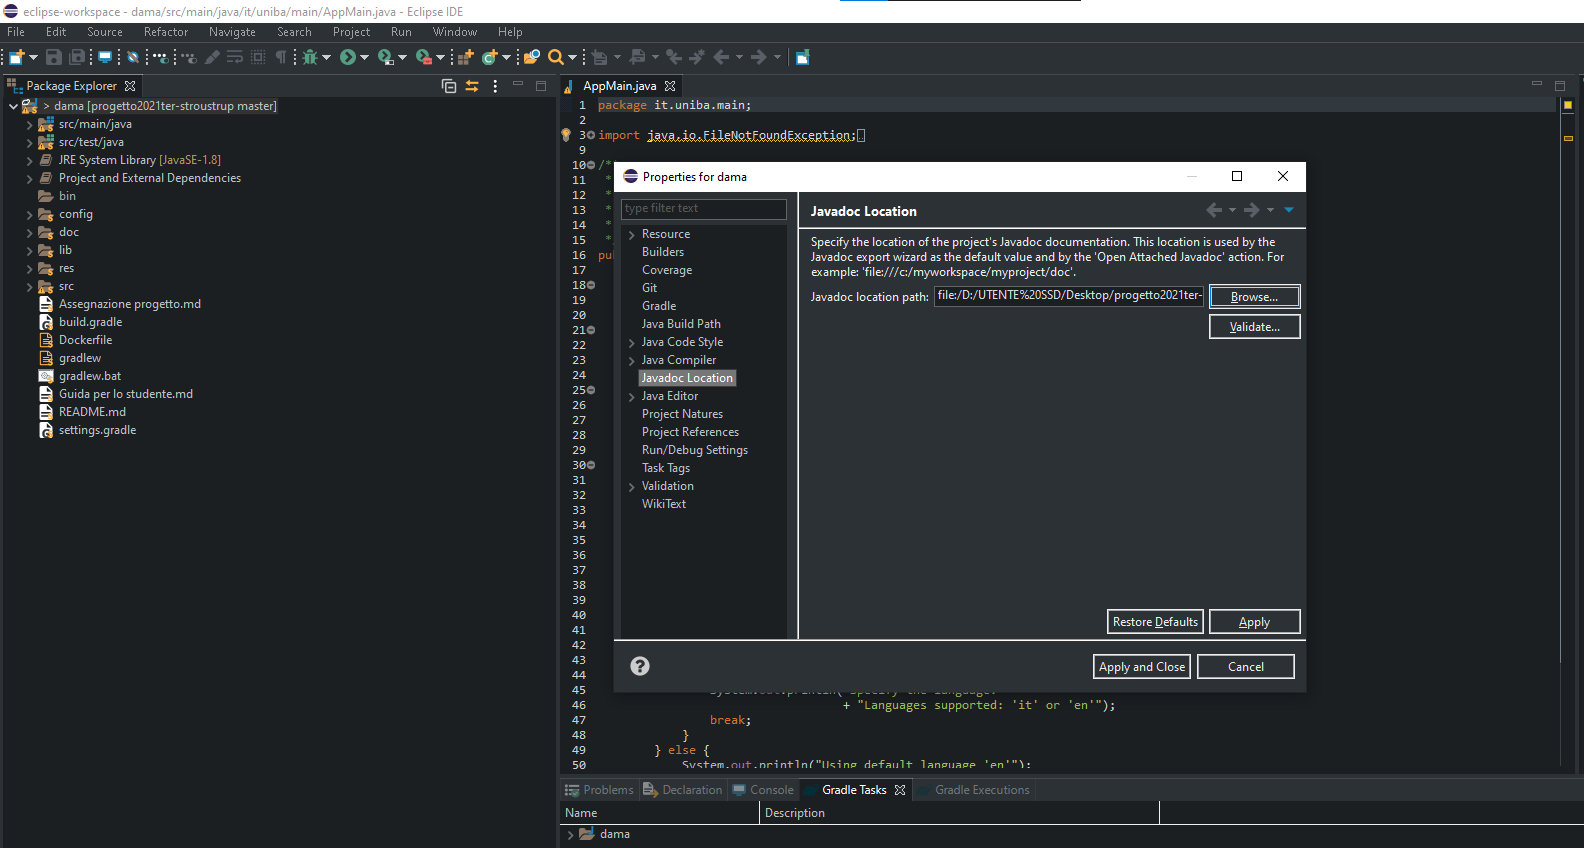 eclipse-workspace - dama/src/main/java/it/uniba/main/AppMain.java - Eclipse IDE
File Edit Source Refactor Navigate Search Project Run Window Help
Package Explorer
> dama [progetto2021ter-stroustrup master]
src/main/java
src/test/java
JRE System Library [JavaSE-1.8]
Project and External Dependencies
bin
config
doc
lib
res
src
Assegnazione progetto.md
build.gradle
Dockerfile
gradlew
gradlew.bat
Guida per lo studente.md
README.md
settings.gradle
AppMain.java
1 package it.uniba.main;
2
3 import java.io.FileNotFoundException;
9
10 /**
11 *
12 *
13 *
14 *
15 *
16 pu
17
18
19
20
21
22
23
24
25
26
27
28
29
30
31
32
33
34
35
36
37
38
39
40
41
42
43
44
45 System.out.println("Specify the language.
46 + "Languages supported: 'it' or 'en'");
47 break;
48 }
49 } else {
50 System.out.println("Using default language 'en'");
Properties for dama
type filter text
Resource
Builders
Coverage
Git
Gradle
Java Build Path
Java Code Style
Java Compiler
Javadoc Location
Java Editor
Project Natures
Project References
Run/Debug Settings
Task Tags
Validation
WikiText
Javadoc Location
Specify the location of the project's Javadoc documentation. This location is used by the
Javadoc export wizard as the default value and by the 'Open Attached Javadoc' action. For
example: 'file:///c:/myworkspace/myproject/doc'.
Javadoc location path: file:/D:/UTENTE%20SSD/Desktop/progetto2021ter- Browse...
Validate...
Restore Defaults Apply
Apply and Close Cancel
Problems Declaration Console Gradle Tasks Gradle Executions
Name Description
dama